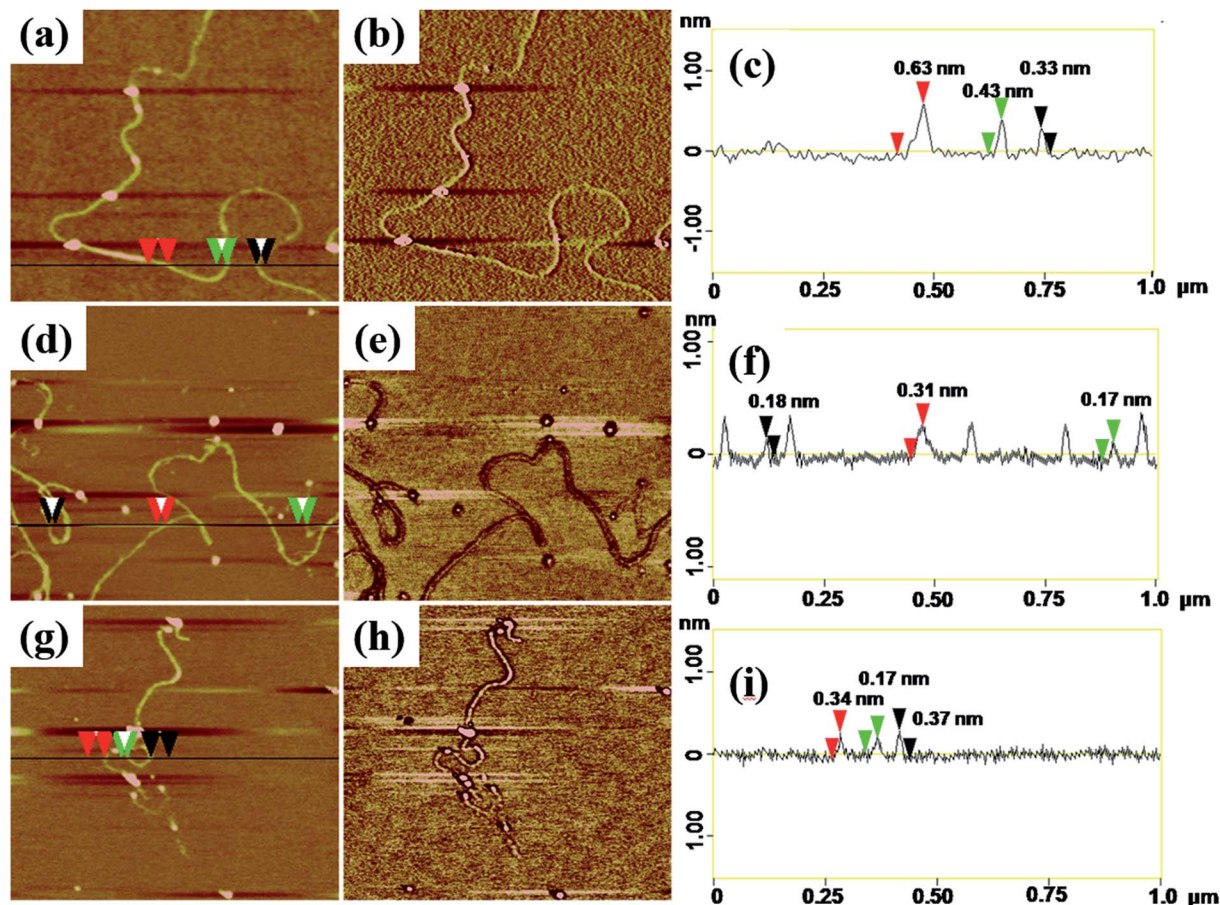 (a)
(b)
nm
(c)
1.00
0
-1.00
0.63 nm
0.43 nm
0.33 nm
0 0.25 0.50 0.75 1.0 µm
(d)
(e)
nm
(f)
1.00
0
1.00
0.18 nm
0.31 nm
0.17 nm
0 0.25 0.50 0.75 1.0 µm
(g)
(h)
nm
(i)
1.00
0
1.00
0.34 nm
0.17 nm
0.37 nm
0 0.25 0.50 0.75 1.0 µm